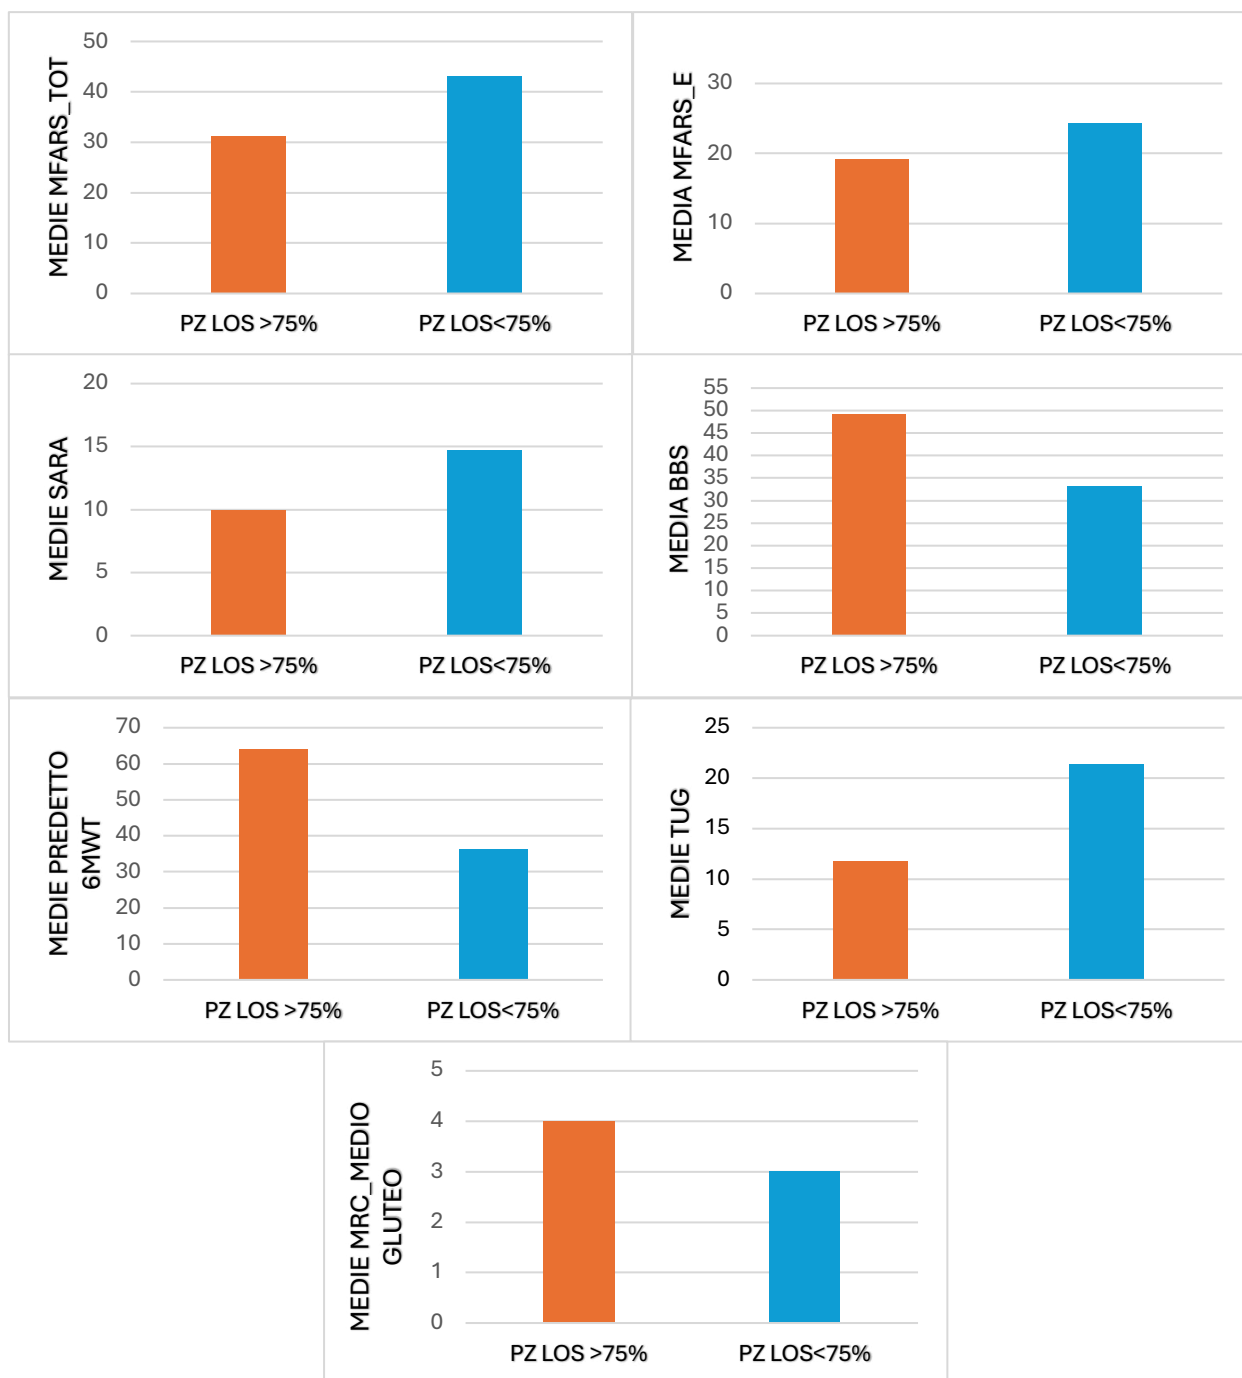 MEDIE MFARS_TOT
50
40
30
20
10
0
PZ LOS >75%
PZ LOS<75%
MEDIA MFARS_E
30
20
10
0
PZ LOS >75%
PZ LOS<75%
MEDIE SARA
20
15
10
5
0
PZ LOS >75%
PZ LOS<75%
MEDIA BBS
55
50
45
40
35
30
25
20
15
10
5
0
PZ LOS >75%
PZ LOS<75%
MEDIE PREDETTO
6MWT
70
60
50
40
30
20
10
0
PZ LOS >75%
PZ LOS<75%
MEDIE TUG
25
20
15
10
5
0
PZ LOS >75%
PZ LOS<75%
MEDIE MRC_MEDIO
GLUTEO
5
4
3
2
1
0
PZ LOS >75%
PZ LOS<75%